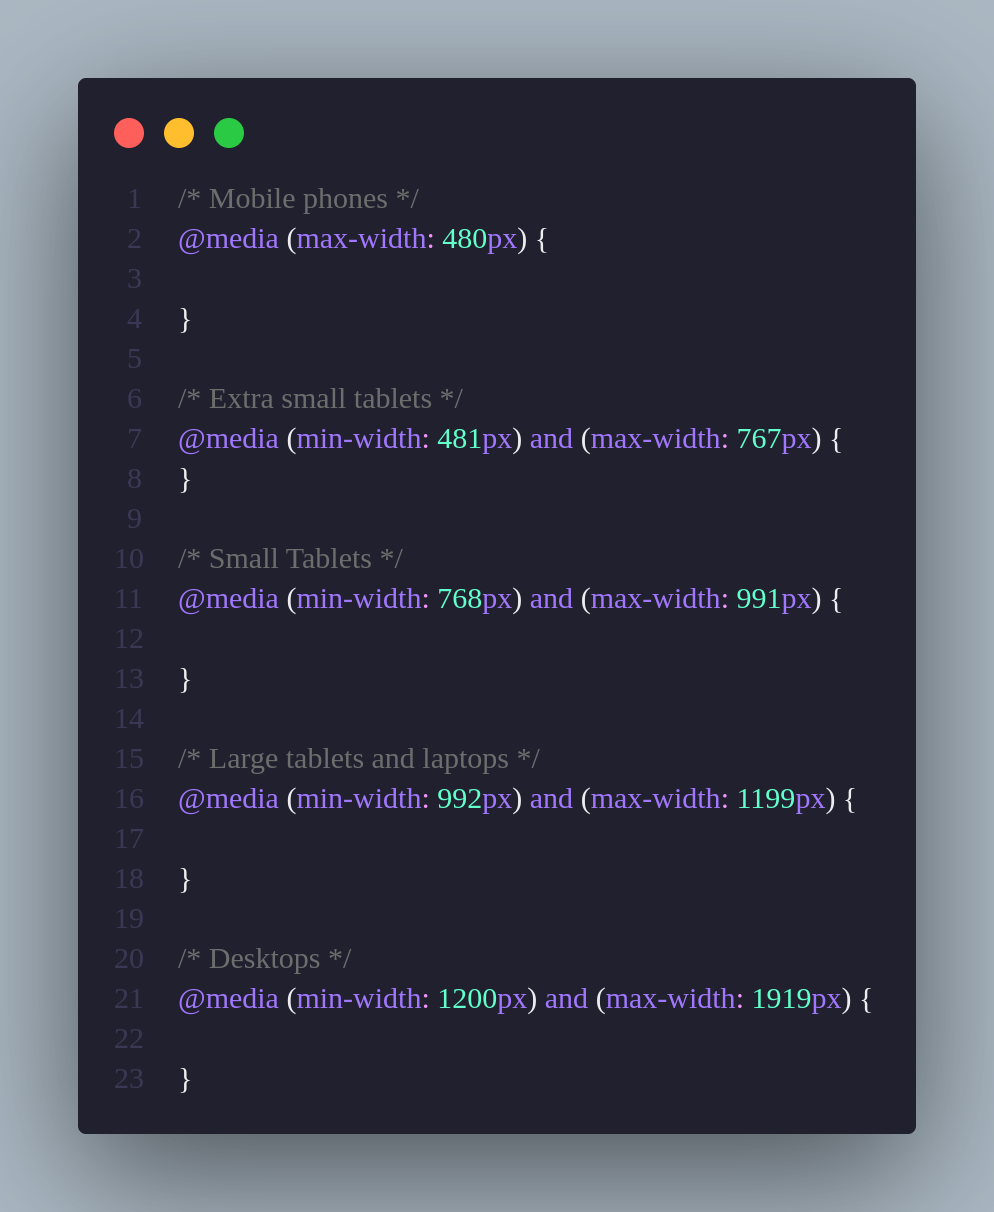 1 /* Mobile phones */
2 @media (max-width: 480px) {
3
4 }
5
6 /* Extra small tablets */
7 @media (min-width: 481px) and (max-width: 767px) {
8 }
9
10 /* Small Tablets */
11 @media (min-width: 768px) and (max-width: 991px) {
12
13 }
14
15 /* Large tablets and laptops */
16 @media (min-width: 992px) and (max-width: 1199px) {
17
18 }
19
20 /* Desktops */
21 @media (min-width: 1200px) and (max-width: 1919px) {
22
23 }